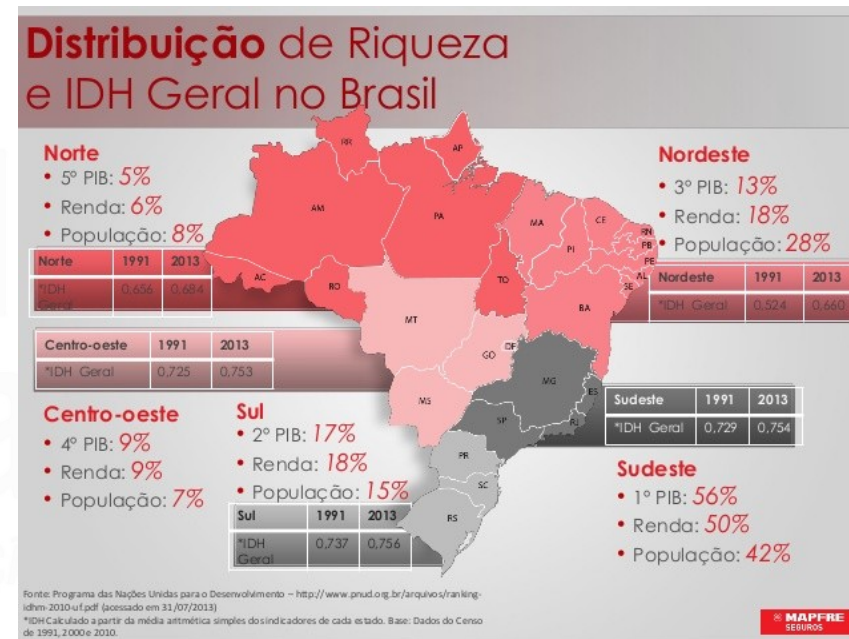 Distribuição de Riqueza
e IDH Geral no Brasil
Norte
• 5º PIB: 5%
• Renda: 6%
• População: 8%
Norte 1991 2013
*IDH Geral 0,656 0,684
Nordeste
• 3º PIB: 13%
• Renda: 18%
• População: 28%
Nordeste 1991 2013
*IDH Geral 0,524 0,660
RR
AP
AM
PA
MA
CE
RN
PB
PE
AL
SE
PI
AC
RO
TO
BA
MT
GO
DF
MG
ES
MS
SP
RJ
PR
SC
RS
Centro-oeste 1991 2013
*IDH Geral 0,725 0,753
Centro-oeste
• 4º PIB: 9%
• Renda: 9%
• População: 7%
Sul
• 2º PIB: 17%
• Renda: 18%
• População: 15%
Sul 1991 2013
*IDH Geral 0,737 0,756
Sudeste 1991 2013
*IDH Geral 0,729 0,754
Sudeste
• 1º PIB: 56%
• Renda: 50%
• População: 42%
Fonte: Programa das Nações Unidas para o Desenvolvimento – http://www.pnud.org.br/arquivos/ranking-
idhm-2010-uf.pdf (acessado em 31/07/2013)
*IDH Calculado a partir da média aritmética simples dos indicadores de cada estado. Base: Dados do Censo
de 1991, 2000 e 2010.
MAPFRE
SEGUROS